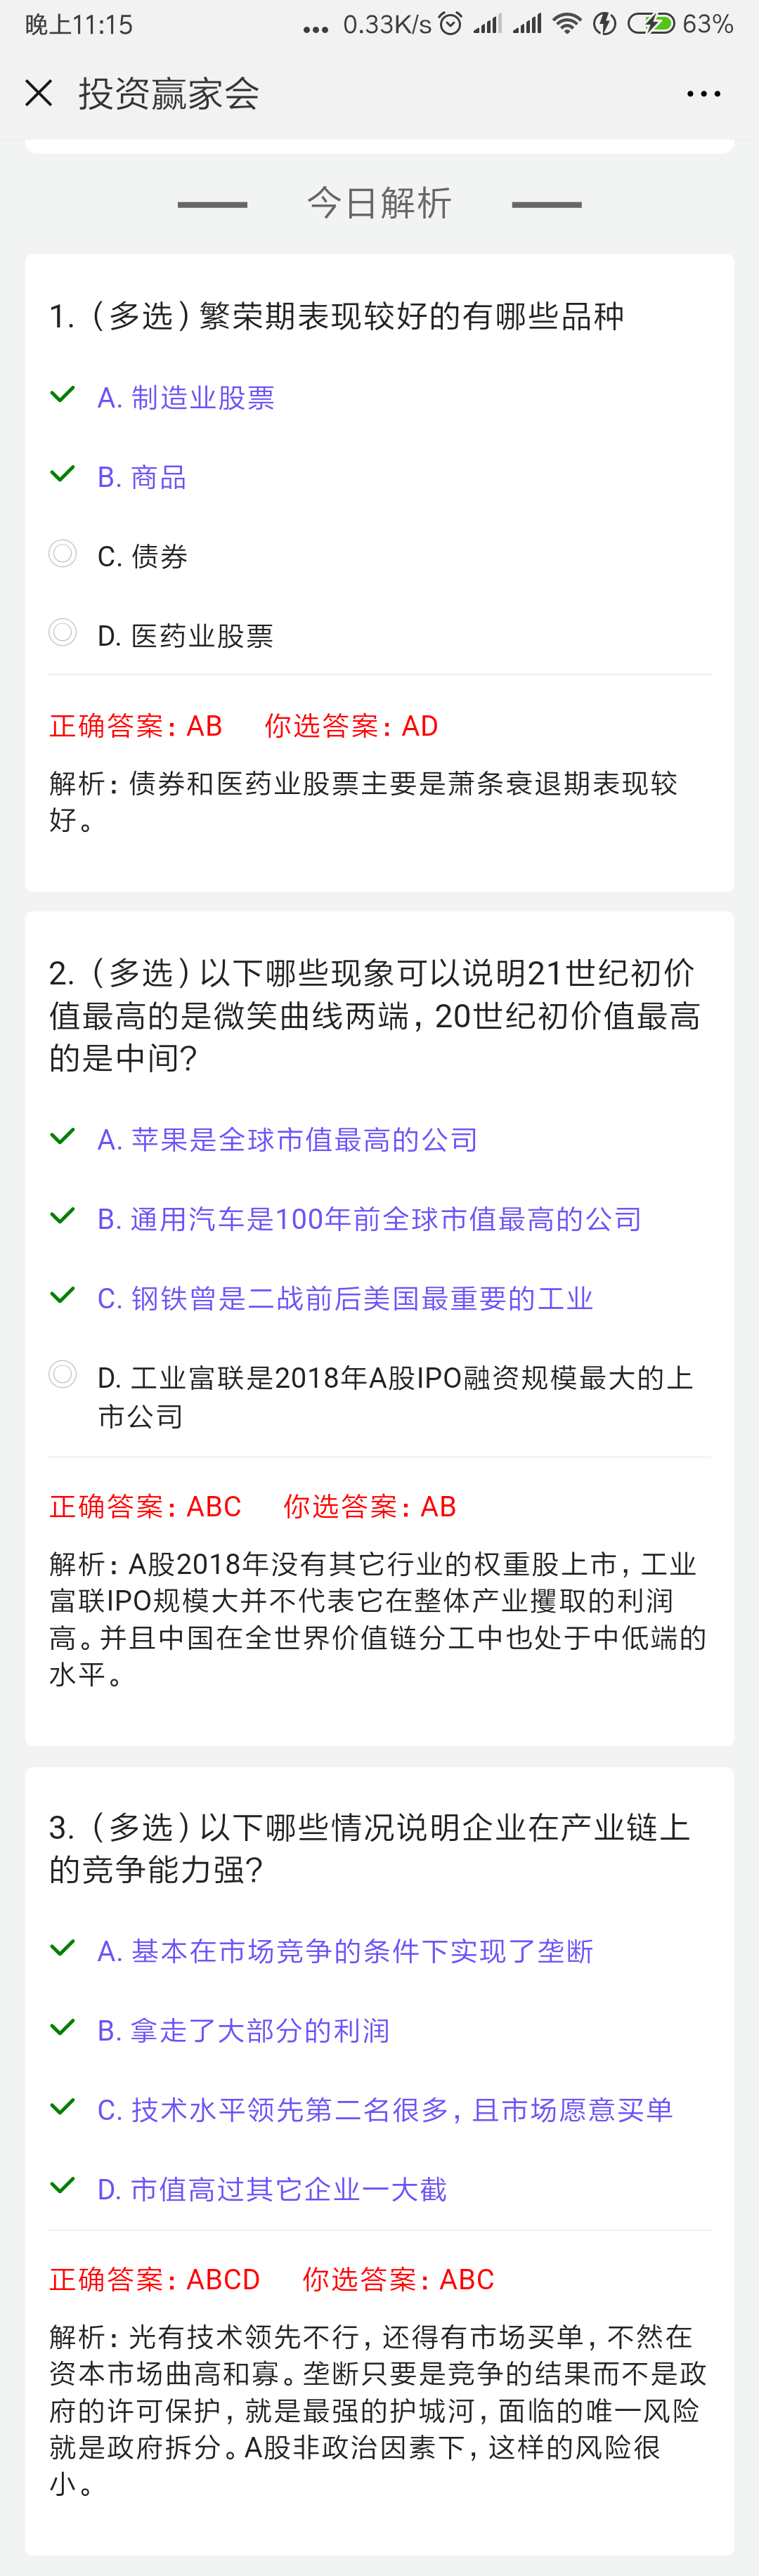 晚上11:15
... 0.33K/s
63%
投资赢家会
今日解析
1.（多选）繁荣期表现较好的有哪些品种
A. 制造业股票
B. 商品
C. 债券
D. 医药业股票
正确答案：AB 你选答案：AD
解析：债券和医药业股票主要是萧条衰退期表现较
好。
2.（多选）以下哪些现象可以说明21世纪初价
值最高的是微笑曲线两端，20世纪初价值最高
的是中间？
A. 苹果是全球市值最高的公司
B. 通用汽车是100年前全球市值最高的公司
C. 钢铁曾是二战前后美国最重要的工业
D. 工业富联是2018年A股IPO融资规模最大的上
市公司
正确答案：ABC 你选答案：AB
解析：A股2018年没有其它行业的权重股上市，工业
富联IPO规模大并不代表它在整体产业攫取的利润
高。并且中国在全世界价值链分工中也处于中低端的
水平。
3.（多选）以下哪些情况说明企业在产业链上
的竞争能力强？
A. 基本在市场竞争的条件下实现了垄断
B. 拿走了大部分的利润
C. 技术水平领先第二名很多，且市场愿意买单
D. 市值高过其它企业一大截
正确答案：ABCD 你选答案：ABC
解析：光有技术领先不行，还得有市场买单，不然在
资本市场曲高和寡。垄断只要是竞争的结果而不是政
府的许可保护，就是最强的护城河，面临的唯一风险
就是政府拆分。A股非政治因素下，这样的风险很
小。